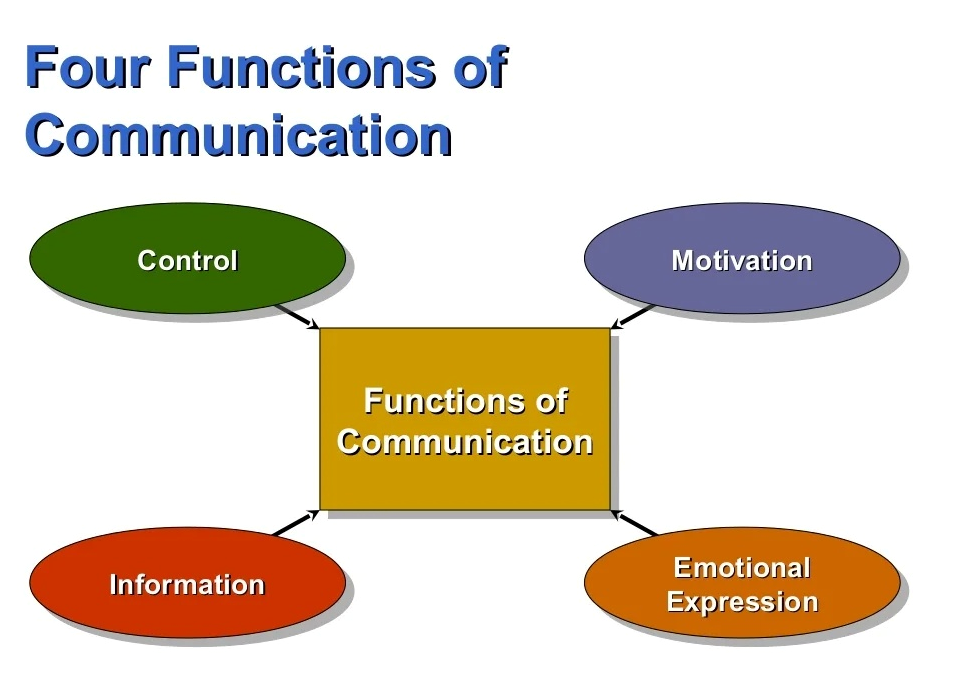 Four Functions of
Communication
Control
Motivation
Functions of
Communication
Information
Emotional
Expression